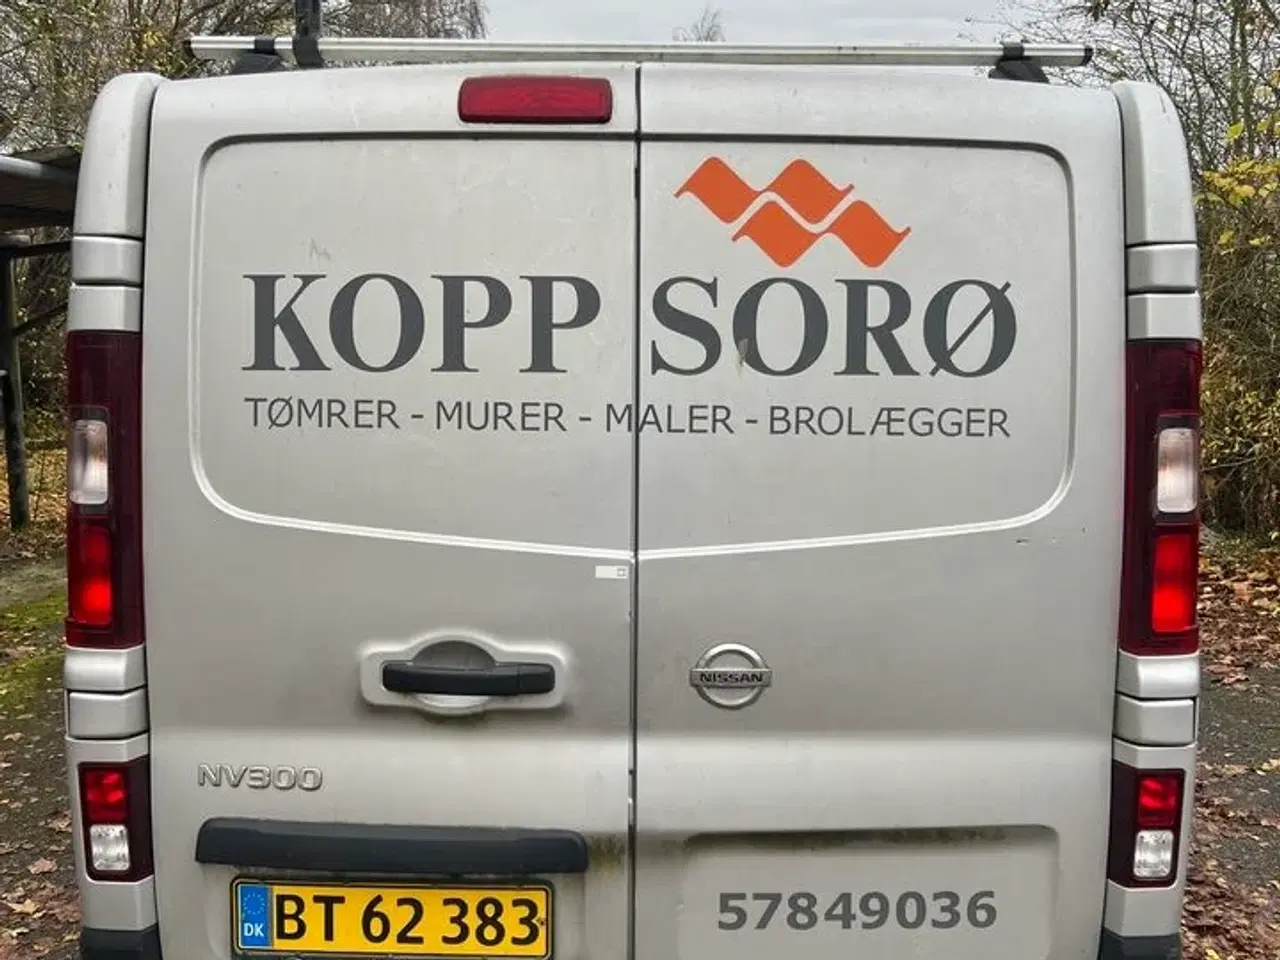 KOPP SORØ
TØMRER - MURER - MALER - BROLÆGGER
NISSAN
NV300
57849036
DK BT 62 383